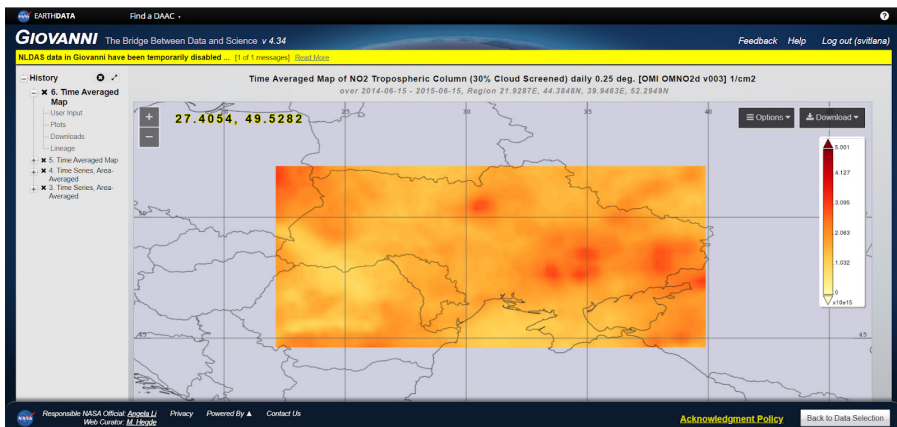 EARTHDATA Find a DAAC
GIOVANNI The Bridge Between Data and Science v 4.34 Feedback Help Log out (svitlana)
NLDAS data in Giovanni have been temporarily disabled ... [1 of 1 messages] Read More
History
6. Time Averaged Map
User Input
Plots
Downloads
Lineage
5. Time Averaged Map
4. Time Series, Area-
Averaged
3. Time Series, Area-
Averaged
Time Averaged Map of NO2 Tropospheric Column (30% Cloud Screened) daily 0.25 deg. [OMI OMNO2d v003] 1/cm2
over 2014-06-15 - 2015-06-15, Region 21.9287E, 44.3848N, 39.9463E, 52.2949N
+
−
27.4054, 49.5282
25 30 35 40
Options Download
5.001
4.127
3.095
2.063
1.032
0
x10e15
50 50
45 45
NASA
Responsible NASA Official: Angela Li Privacy Powered By Contact Us
Web Curator: M. Hegde
Acknowledgment Policy Back to Data Selection